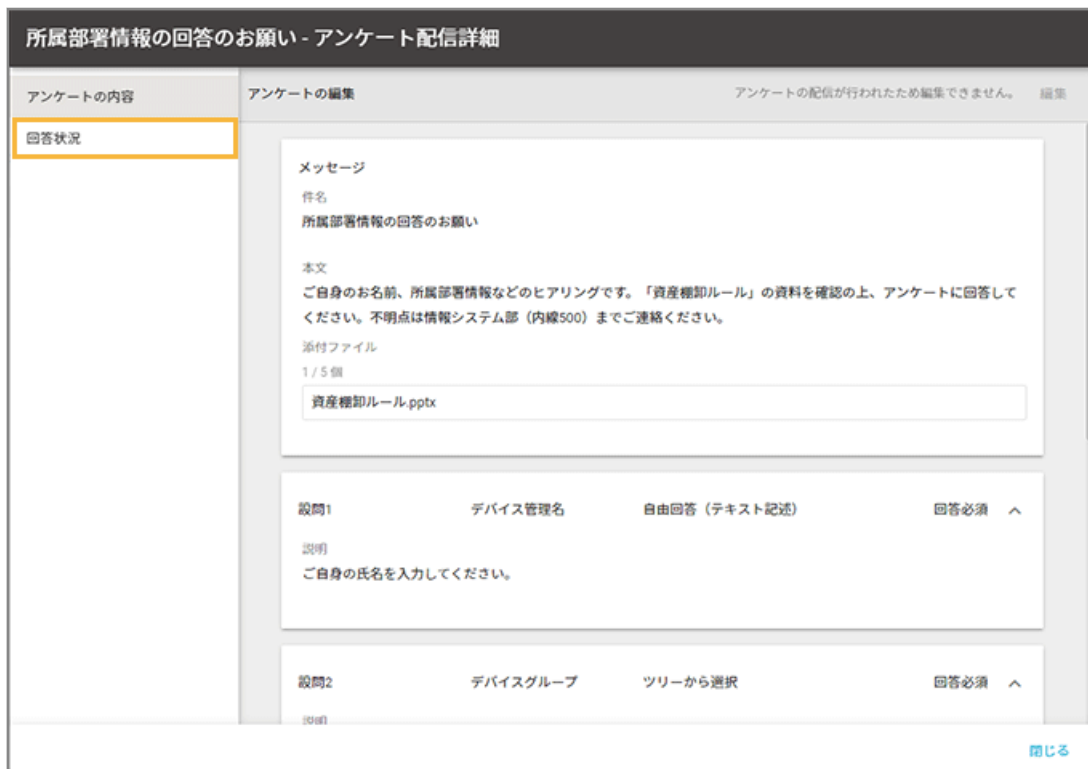 所属部署情報の回答のお願い - アンケート配信詳細
アンケートの内容
回答状況
アンケートの編集
アンケートの配信が行われたため編集できません。
編集
メッセージ
件名
所属部署情報の回答のお願い
本文
ご自身のお名前、所属部署情報などのヒアリングです。「資産棚卸ルール」の資料を確認の上、アンケートに回答して
ください。不明点は情報システム部（内線500）までご連絡ください。
添付ファイル
1 / 5 個
資産棚卸ルール.pptx
設問1 デバイス管理名 自由回答（テキスト記述） 回答必須
説明
ご自身の氏名を入力してください。
設問2 デバイスグループ ツリーから選択 回答必須
説明
閉じる